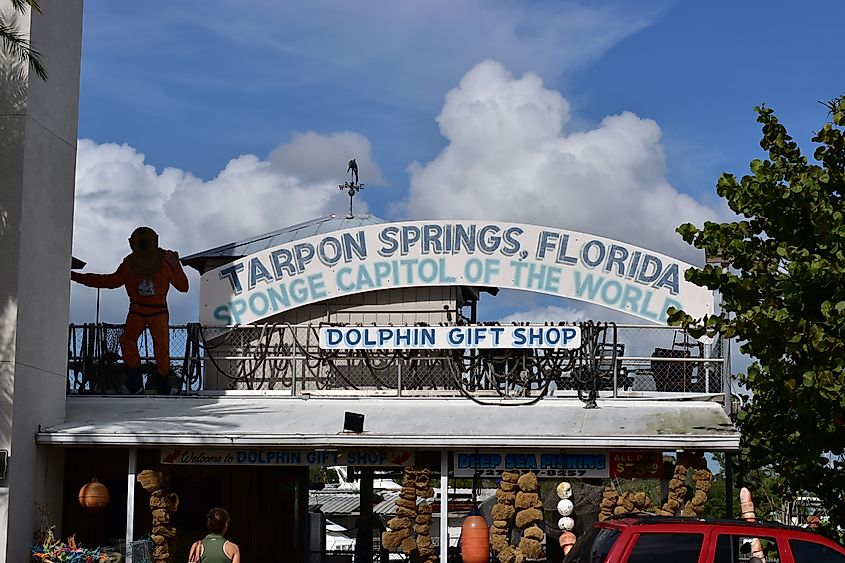 TARPON SPRINGS, FLORIDA
SPONGE CAPITOL OF THE WORLD
DOLPHIN GIFT SHOP
Welcome to DOLPHIN GIFT SHOP
DEEP SEA FISHING